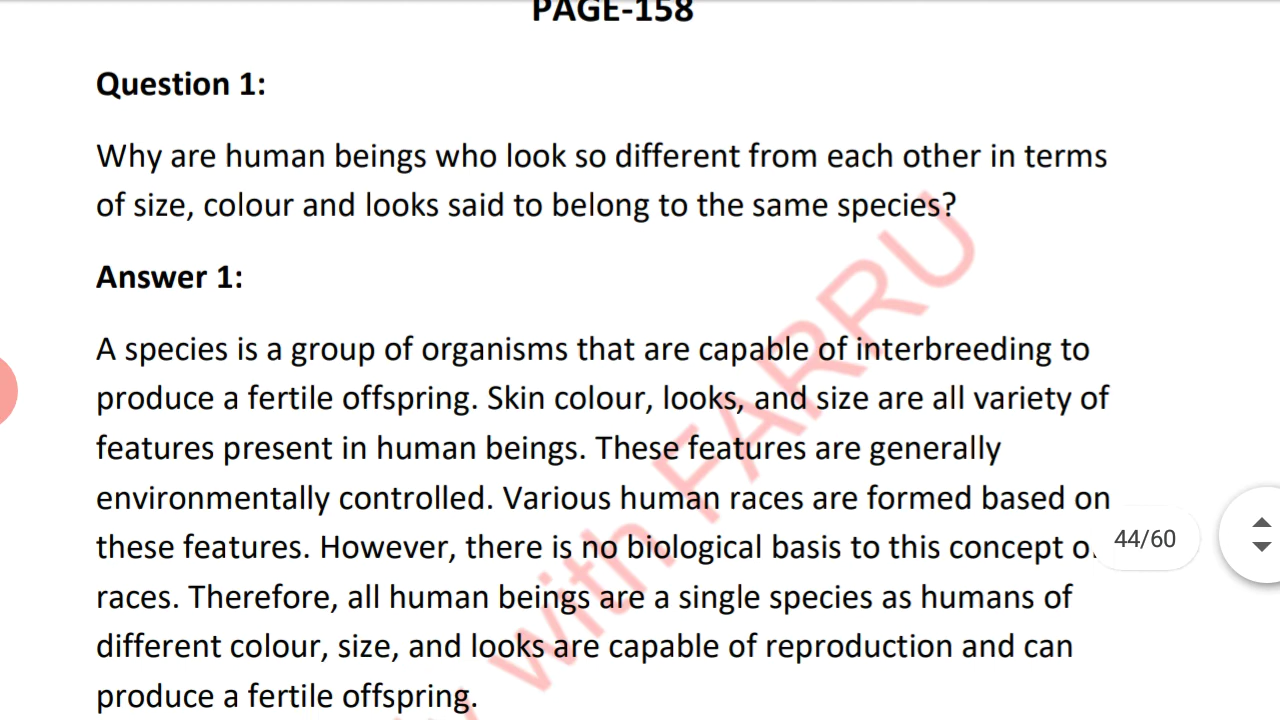 PAGE-158
Question 1:
Why are human beings who look so different from each other in terms
of size, colour and looks said to belong to the same species?
Answer 1:
A species is a group of organisms that are capable of interbreeding to
produce a fertile offspring. Skin colour, looks, and size are all variety of
features present in human beings. These features are generally
environmentally controlled. Various human races are formed based on
these features. However, there is no biological basis to this concept
44/60
races. Therefore, all human beings are a single species as humans of
different colour, size, and looks are capable of reproduction and can
produce a fertile offspring.
with FARRU